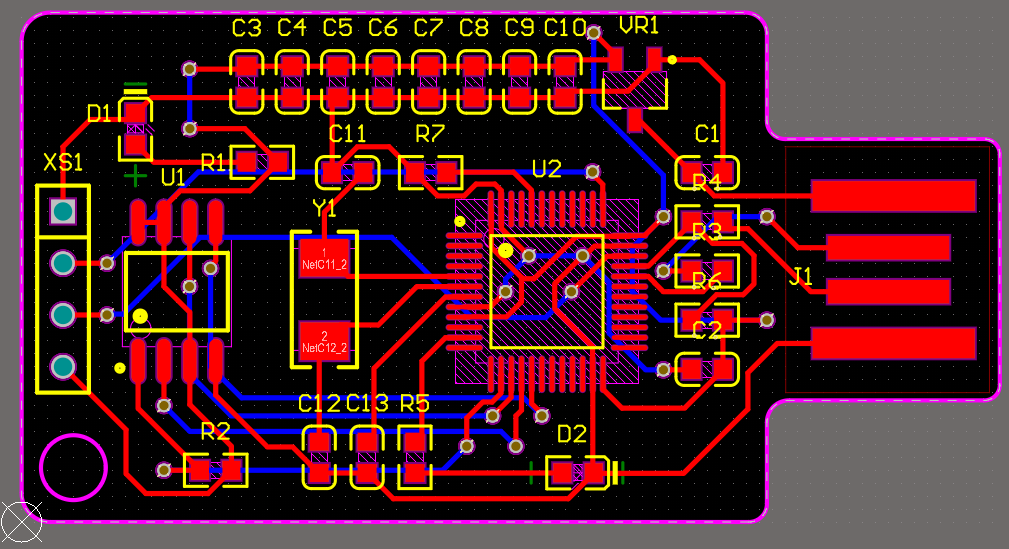 C3 C4 C5 C6 C7 C8 C9 C10 VR1
D1
C11 R7 C1
XS1 U1 R1 U2 R4
Y1
R3
1
NetC11_2
J1
R6
2
NetC12_2
C2
C12 C13 R5
R2 D2